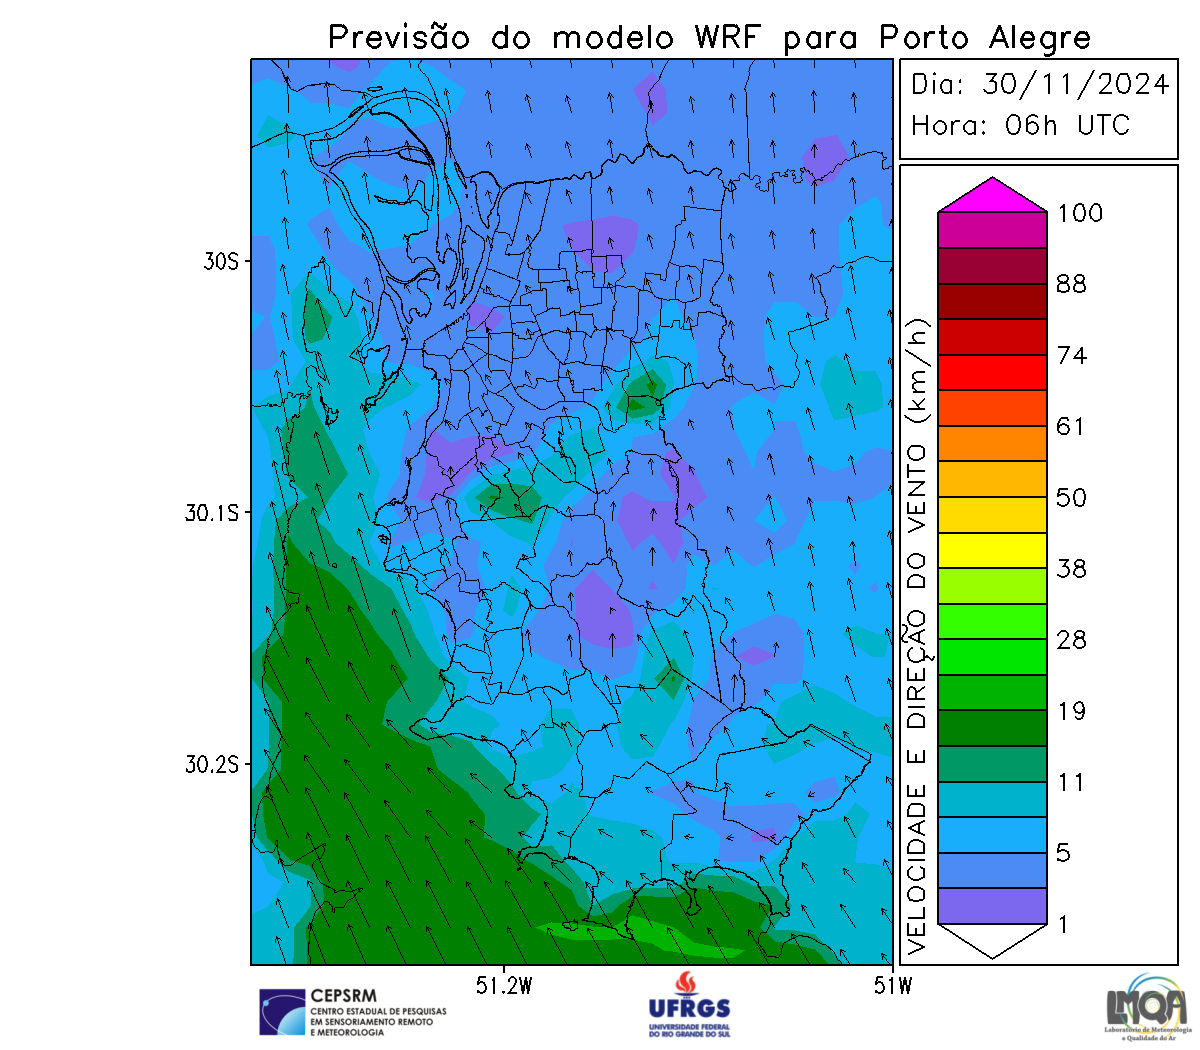 Previsão do modelo WRF para Porto Alegre
Dia: 30/11/2024
Hora: 06h UTC
30S
30.1S
30.2S
51.2W
51W
VELOCIDADE E DIREÇÃO DO VENTO (km/h)
100
88
74
61
50
38
28
19
11
5
1
CEPSRM
CENTRO ESTADUAL DE PESQUISAS
EM SENSORIAMENTO REMOTO
E METEOROLOGIA
UFRGS
UNIVERSIDADE FEDERAL
DO RIO GRANDE DO SUL
LMQA
Laboratório de Meteorologia
e Qualidade do Ar